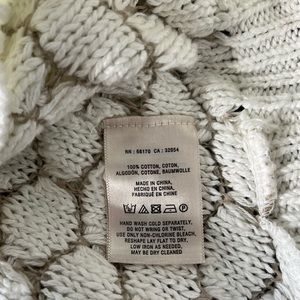 RN : 66170 CA : 32054
100% COTTON, COTON,
ALGODÓN, COTONE, BAUMWOLLE
MADE IN CHINA,
HECHO EN CHINA,
FABRIQUÉ EN CHINE
HAND WASH COLD SEPARATELY.
DO NOT WRING OR TWIST,
USE ONLY NON-CHLORINE BLEACH,
RESHAPE LAY FLAT TO DRY,
LOW IRON AS NEEDED.
MAY BE DRY CLEANED